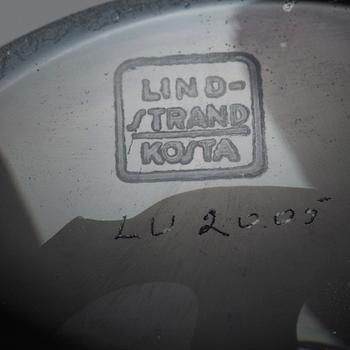 LIND-
STRAND
KOSTA
LU 2005